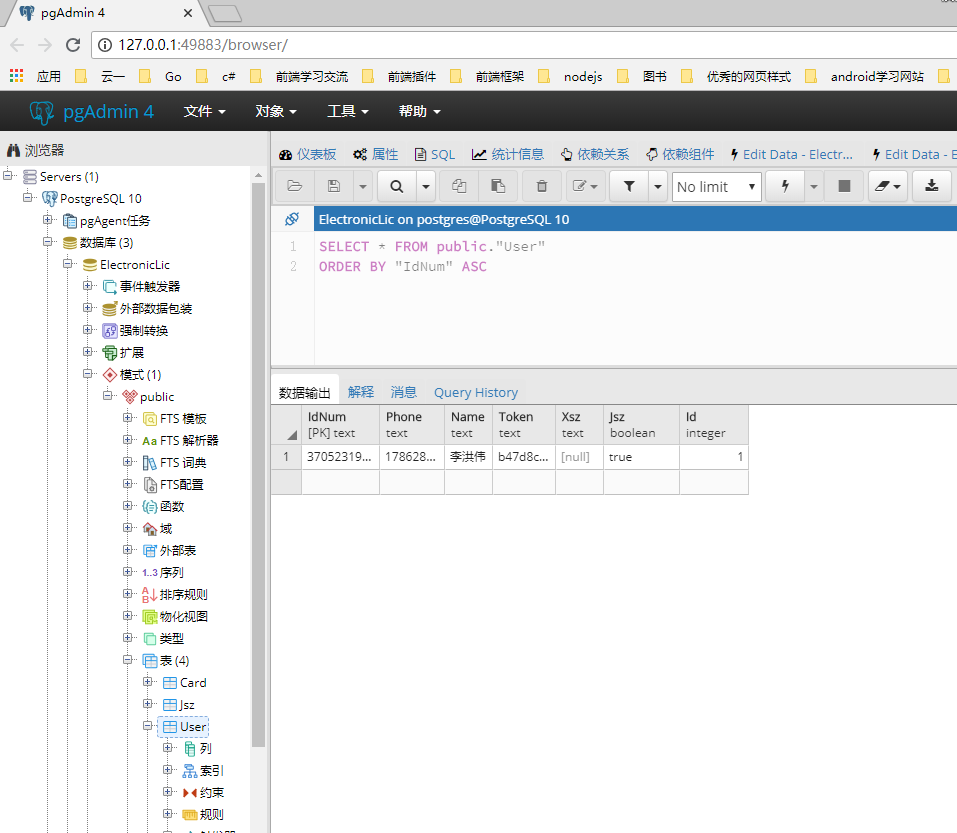 pgAdmin 4
127.0.0.1:49883/browser/
应用 云一 Go c# 前端学习交流 前端插件 前端框架 nodejs 图书 优秀的网页样式 android学习网站
pgAdmin 4 文件 对象 工具 帮助
浏览器
仪表板 属性 SQL 统计信息 依赖关系 依赖组件 Edit Data - Electr... Edit Data - E
No limit
Servers (1)
PostgreSQL 10
pgAgent任务
数据库 (3)
ElectronicLic
事件触发器
外部数据包装
强制转换
扩展
模式 (1)
public
FTS 模板
FTS 解析器
FTS 词典
FTS配置
函数
域
外部表
1..3 序列
排序规则
物化视图
类型
表 (4)
Card
Jsz
User
列
索引
约束
规则
ElectronicLic on postgres@PostgreSQL 10
1 SELECT * FROM public."User"
2 ORDER BY "IdNum" ASC
数据输出 解释 消息 Query History
IdNum Phone Name Token Xsz Jsz Id
[PK] text text text text text boolean integer
1 37052319... 178628... 李洪伟 b47d8c... [null] true 1